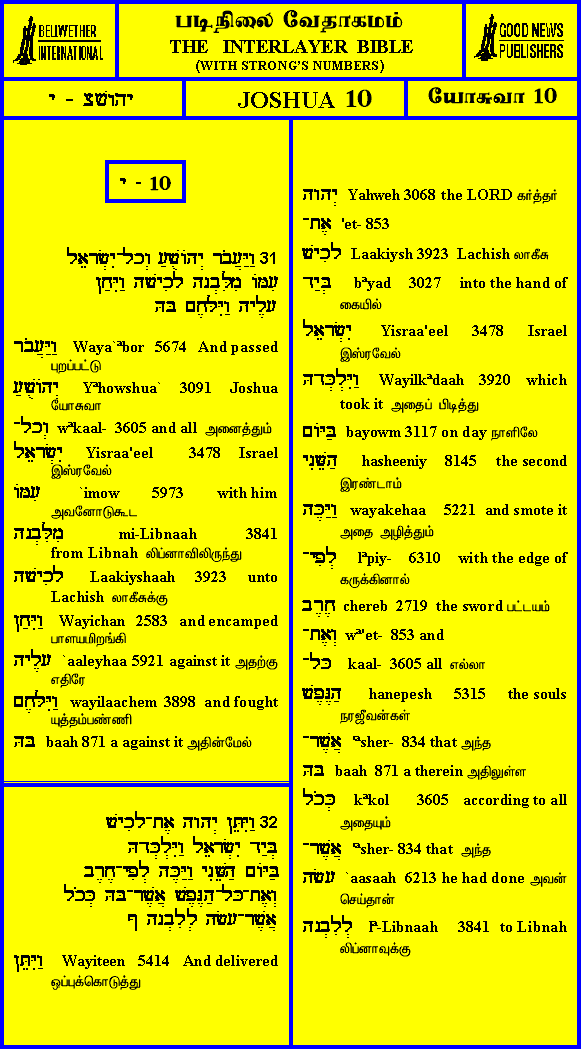 BELLWETHER
INTERNATIONAL
படிநிலை வேதாகமம்
THE INTERLAYER BIBLE
(WITH STRONG'S NUMBERS)
GOOD NEWS
PUBLISHERS
יהושע - י
JOSHUA 10
யோசுவா 10
י - 10
31 וַיַּעֲבֹר יְהוֹשֻׁעַ וְכָל־יִשְׂרָאֵל
עִמּוֹ מִלִּבְנָה לָכִישָׁה וַיִּחַן
עָלֶיהָ וַיִּלָּחֶם בָּהּ
וַיַּעֲבֹר Waya`ªbor 5674 And passed
புறப்பட்டு
יְהוֹשֻׁעַ Yªhowshua` 3091 Joshua
யோசுவா
וְכָל־ wªkaal- 3605 and all அனைத்தும்
יִשְׂרָאֵל Yisraa'eel 3478 Israel
இஸ்ரவேல்
עִמּוֹ `imow 5973 with him
அவனோடுகூட
מִלִּבְנָה mi-Libnaah 3841
from Libnah லிப்னாவிலிருந்து
לָכִישָׁה Laakiyshaah 3923 unto
Lachish லாகீசுக்கு
וַיִּחַן Wayichan 2583 and encamped
பாளயமிறங்கி
עָלֶיהָ `aaleyhaa 5921 against it அதற்கு
எதிரே
וַיִּלָּחֶם wayilaachem 3898 and fought
யுத்தம்பண்ணி
בָּהּ baah 871 a against it அதின்மேல்
32 וַיִּתֵּן יְהוָה אֶת־לָכִישׁ
בְּיַד יִשְׂרָאֵל וַיִּלְכְּדָהּ
בַּיּוֹם הַשֵּׁנִי וַיַּכֶּהָ לְפִי־חֶרֶב
וְאֶת־כָּל־הַנֶּפֶשׁ אֲשֶׁר־בָּהּ כְּכֹל
אֲשֶׁר־עָשָׂה לְלִבְנָה ף
וַיִּתֵּן Wayiteen 5414 And delivered
ஒப்புக்கொடுத்து
יְהוָה Yahweh 3068 the LORD கர்த்தர்
אֶת־ 'et- 853
לָכִישׁ Laakiysh 3923 Lachish லாகீசு
בְּיַד bªyad 3027 into the hand of
கையில்
יִשְׂרָאֵל Yisraa'eel 3478 Israel
இஸ்ரவேல்
וַיִּלְכְּדָהּ Wayilkªdaah 3920 which
took it அதைப் பிடித்து
בַּיּוֹם bayowm 3117 on day நாளிலே
הַשֵּׁנִי hasheeniy 8145 the second
இரண்டாம்
וַיַּכֶּהָ wayakehaa 5221 and smote it
அதை அழித்தும்
לְפִי־ lªpiy- 6310 with the edge of
கருக்கினால்
חֶרֶב chereb 2719 the sword பட்டயம்
וְאֶת־ wª'et- 853 and
כָּל־ kaal- 3605 all எல்லா
הַנֶּפֶשׁ hanepesh 5315 the souls
நரஜீவன்கள்
אֲשֶׁר־ 'ªsher- 834 that அந்த
בָּהּ baah 871 a therein அதிலுள்ள
כְּכֹל kªkol 3605 according to all
அதையும்
אֲשֶׁר־ 'ªsher- 834 that அந்த
עָשָׂה `aasaah 6213 he had done அவன்
செய்தான்
לְלִבְנָה lª-Libnaah 3841 to Libnah
லிப்னாவுக்கு